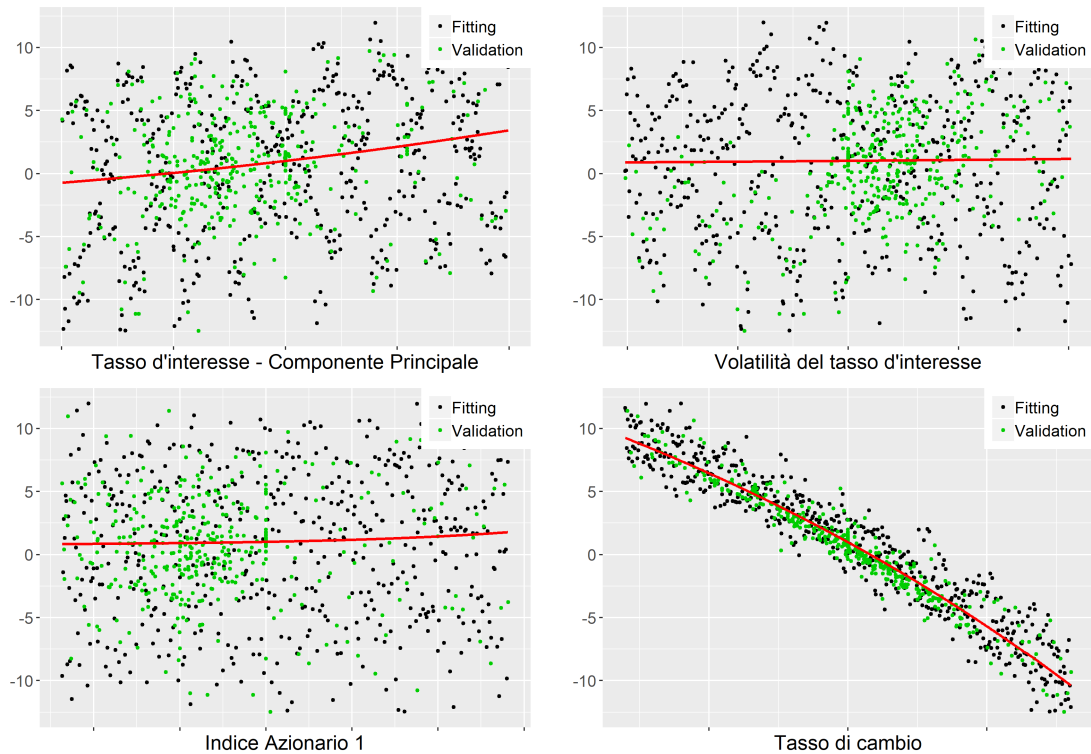 Fitting
Validation
10
5
0
-5
-10
Tasso d'interesse - Componente Principale
Fitting
Validation
10
5
0
-5
-10
Volatilità del tasso d'interesse
Fitting
Validation
10
5
0
-5
-10
Indice Azionario 1
Fitting
Validation
10
5
0
-5
-10
Tasso di cambio